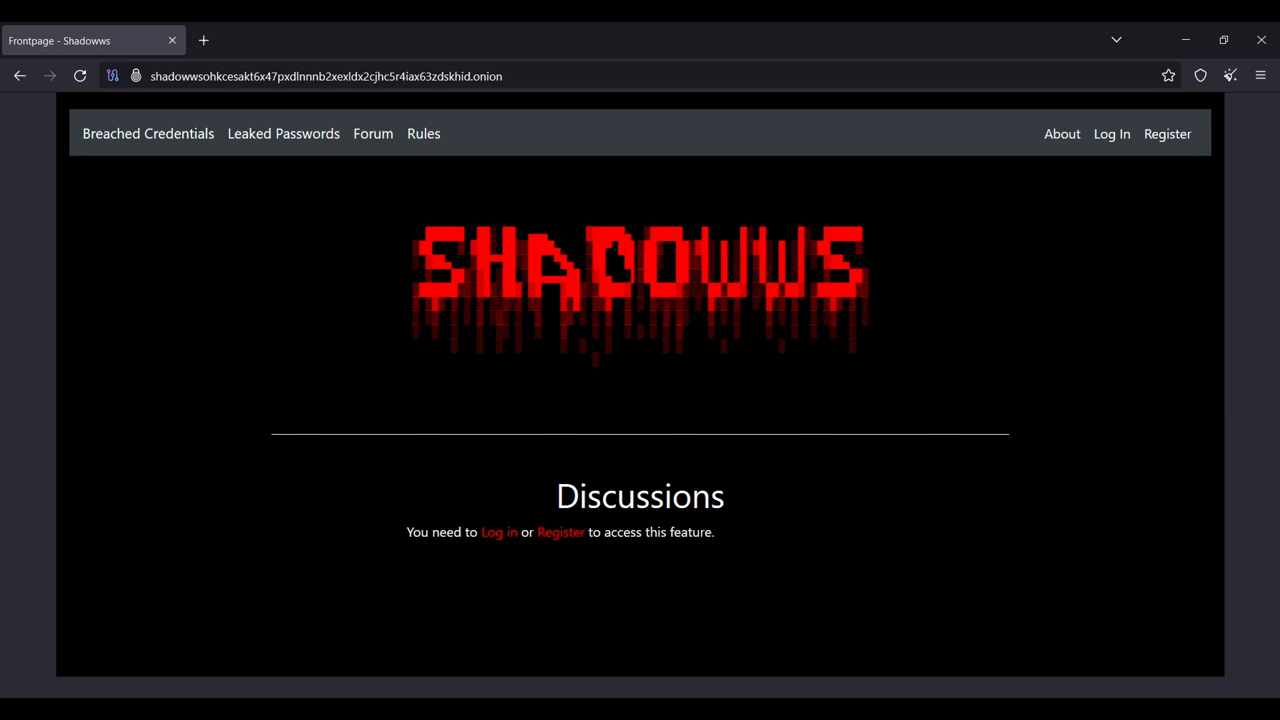 Frontpage - Shadowws
shadowwsohkcesakt6x47pxdlnnnb2xexldx2cjhc5r4iax63zdskhid.onion
Breached Credentials Leaked Passwords Forum Rules About Log In Register
SHADOWWS
Discussions
You need to Log in or Register to access this feature.